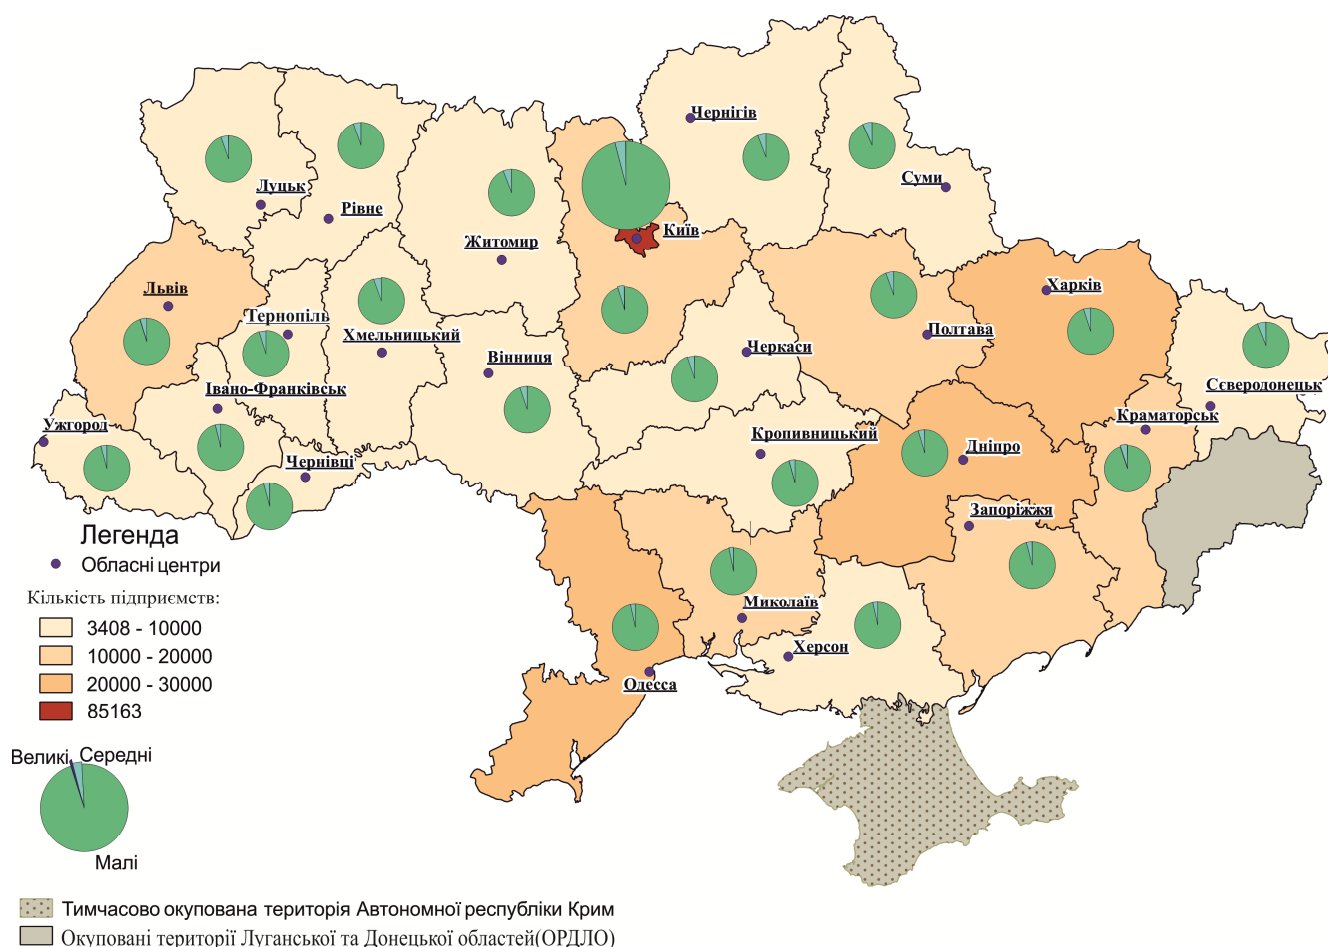 Чернігів
Суми
Луцьк
Рівне
Київ
Житомир
Львів
Тернопіль
Хмельницький
Харків
Полтава
Черкаси
Вінниця
Сєверодонецьк
Івано-Франківськ
Краматорськ
Ужгород
Кропивницький
Дніпро
Чернівці
Запоріжжя
Миколаїв
Херсон
Одесса
Легенда
Обласні центри
Кількість підприємств:
3408 - 10000
10000 - 20000
20000 - 30000
85163
Великі Середні
Малі
Тимчасово окупована територія Автономної республіки Крим
Окуповані території Луганської та Донецької областей(ОРДЛО)